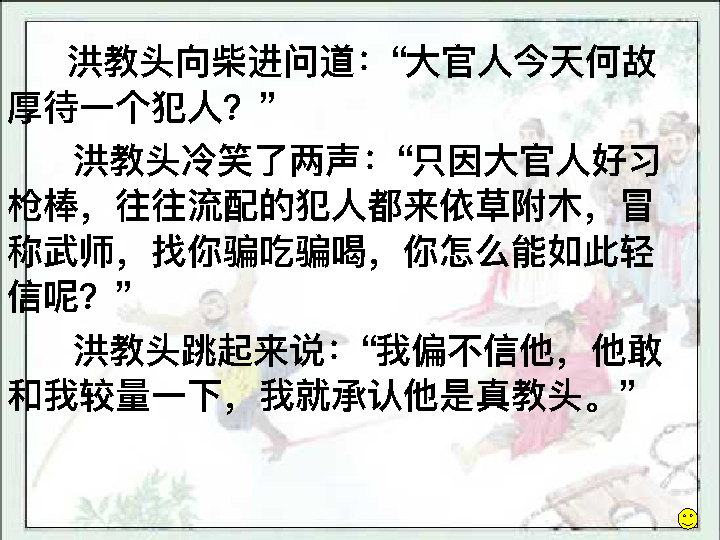 洪教头向柴进问道：“大官人今天何故
厚待一个犯人？”
洪教头冷笑了两声：“只因大官人好习
枪棒，往往流配的犯人都来依草附木，冒
称武师，找你骗吃骗喝，你怎么能如此轻
信呢？”
洪教头跳起来说：“我偏不信他，他敢
和我较量一下，我就承认他是真教头。”